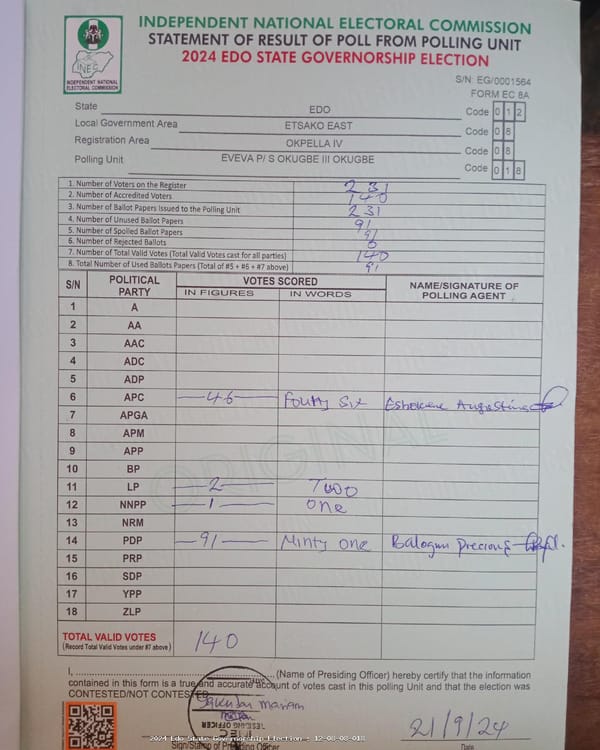 INDEPENDENT NATIONAL ELECTORAL COMMISSION
STATEMENT OF RESULT OF POLL FROM POLLING UNIT
2024 EDO STATE GOVERNORSHIP ELECTION
INEC
INDEPENDENT NATIONAL ELECTORAL COMMISSION
S/N: EG/0001564
FORM EC 8A
State EDO Code 0 1 2
Local Government Area ETSAKO EAST Code 0 8
Registration Area OKPELLA IV Code 0 8
Polling Unit EVEVA P/ S OKUGBE III OKUGBE Code 0 1 8
1. Number of Voters on the Register 231
2. Number of Accredited Voters 140
3. Number of Ballot Papers Issued to the Polling Unit 231
4. Number of Unused Ballot Papers 91
5. Number of Spoiled Ballot Papers 91
6. Number of Rejected Ballots 0
7. Number of Total Valid Votes (Total Valid Votes cast for all parties) 140
8. Total Number of Used Ballots Papers (Total of #5 + #6 + #7 above) 91
S/N POLITICAL PARTY VOTES SCORED NAME/SIGNATURE OF POLLING AGENT
IN FIGURES IN WORDS
1 A
2 AA
3 AAC
4 ADC
5 ADP
6 APC 46 Foutty Six Augustine
7 APGA
8 APM
9 APP
10 BP
11 LP 2 Two
12 NNPP 1 one
13 NRM
14 PDP 91 Ninty one Balogun Precious
15 PRP
16 SDP
17 YPP
18 ZLP
ORIGINAL
TOTAL VALID VOTES 140
(Record Total Valid Votes under #7 above)
I, (Name of Presiding Officer) hereby certify that the information
contained in this form is a true and accurate account of votes cast in this polling Unit and that the election was
CONTESTED/NOT CONTESTED
PRESIDING OFFICER
INEC
21/9/24
Sign/Stamp of Presiding Officer Date
2024 Edo State Governorship Election - 12-08-08-018